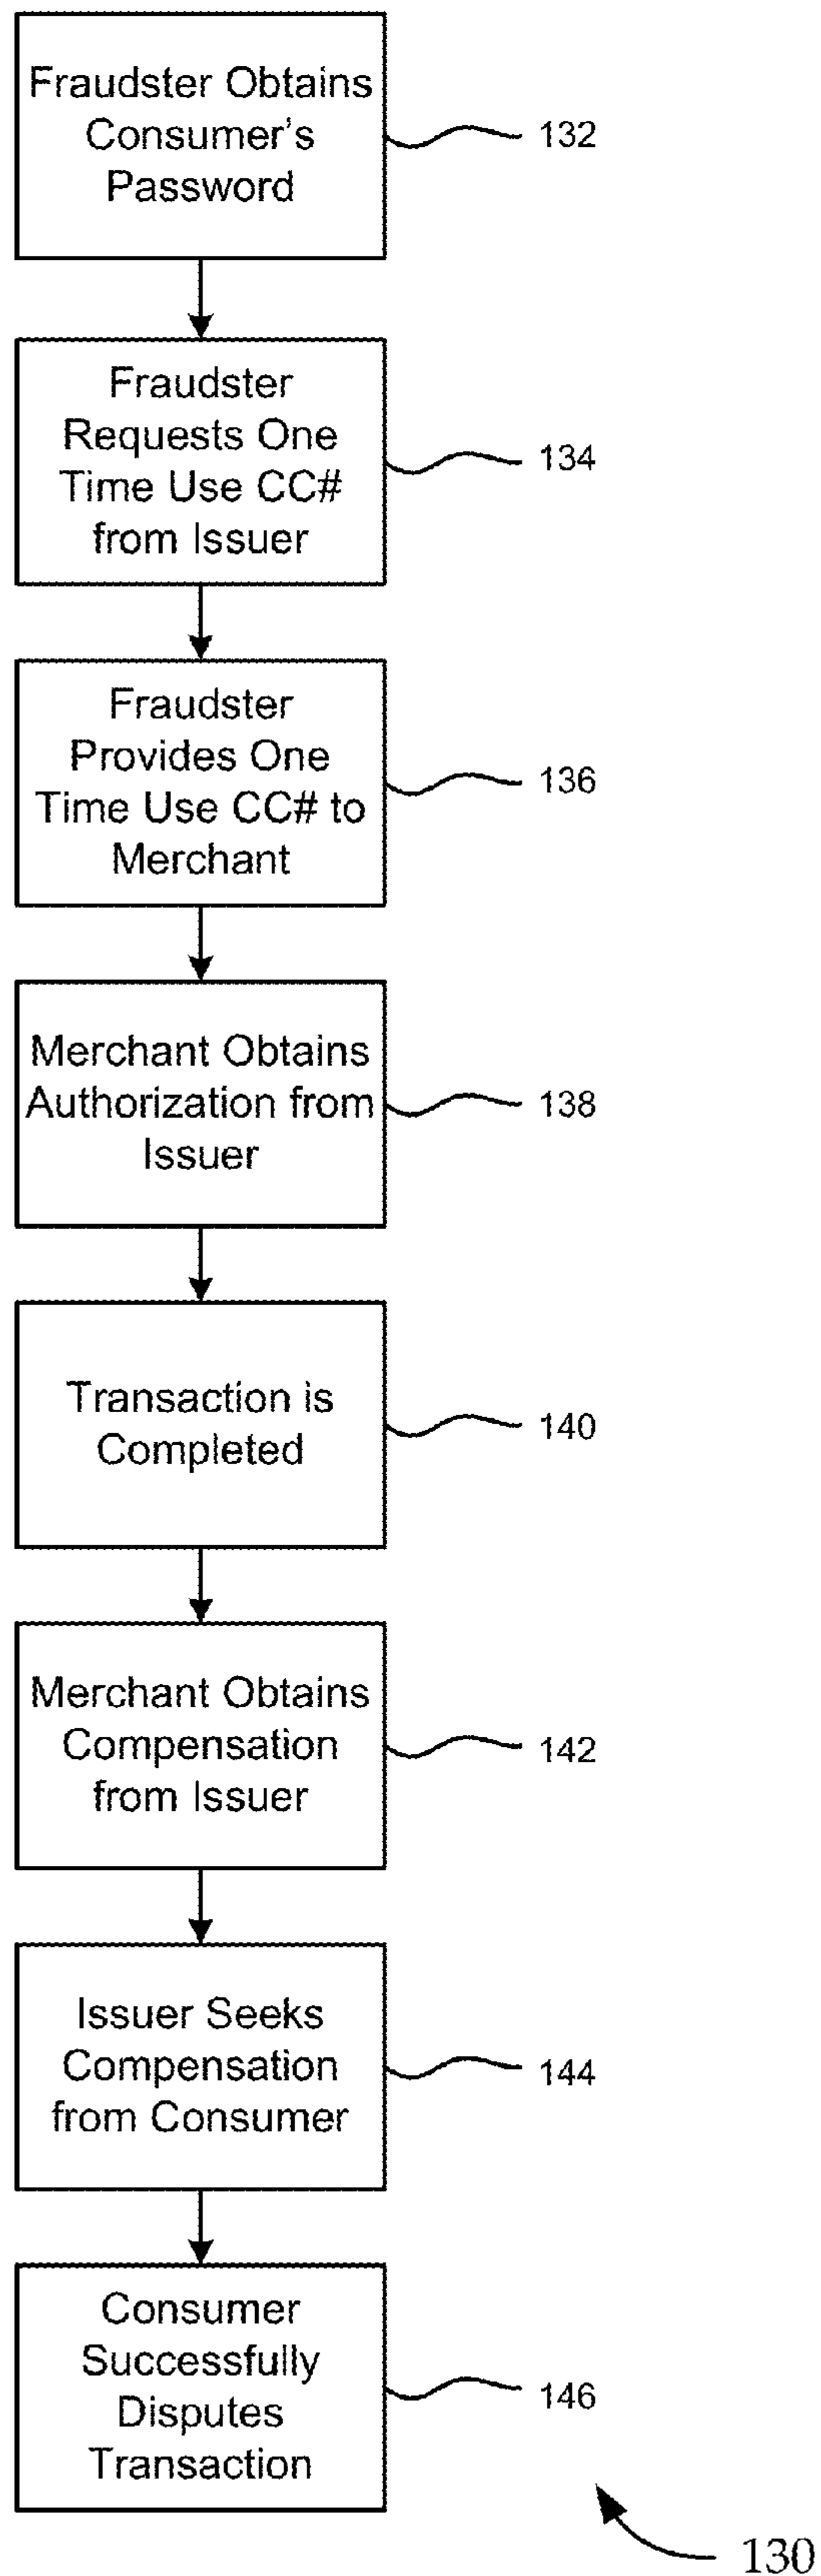 Fraudster Obtains
Consumer's
Password
132
Fraudster
Requests One
Time Use CC#
from Issuer
134
Fraudster
Provides One
Time Use CC# to
Merchant
136
Merchant Obtains
Authorization from
Issuer
138
Transaction is
Completed
140
Merchant Obtains
Compensation
from Issuer
142
Issuer Seeks
Compensation
from Consumer
144
Consumer
Successfully
Disputes
Transaction
146
130